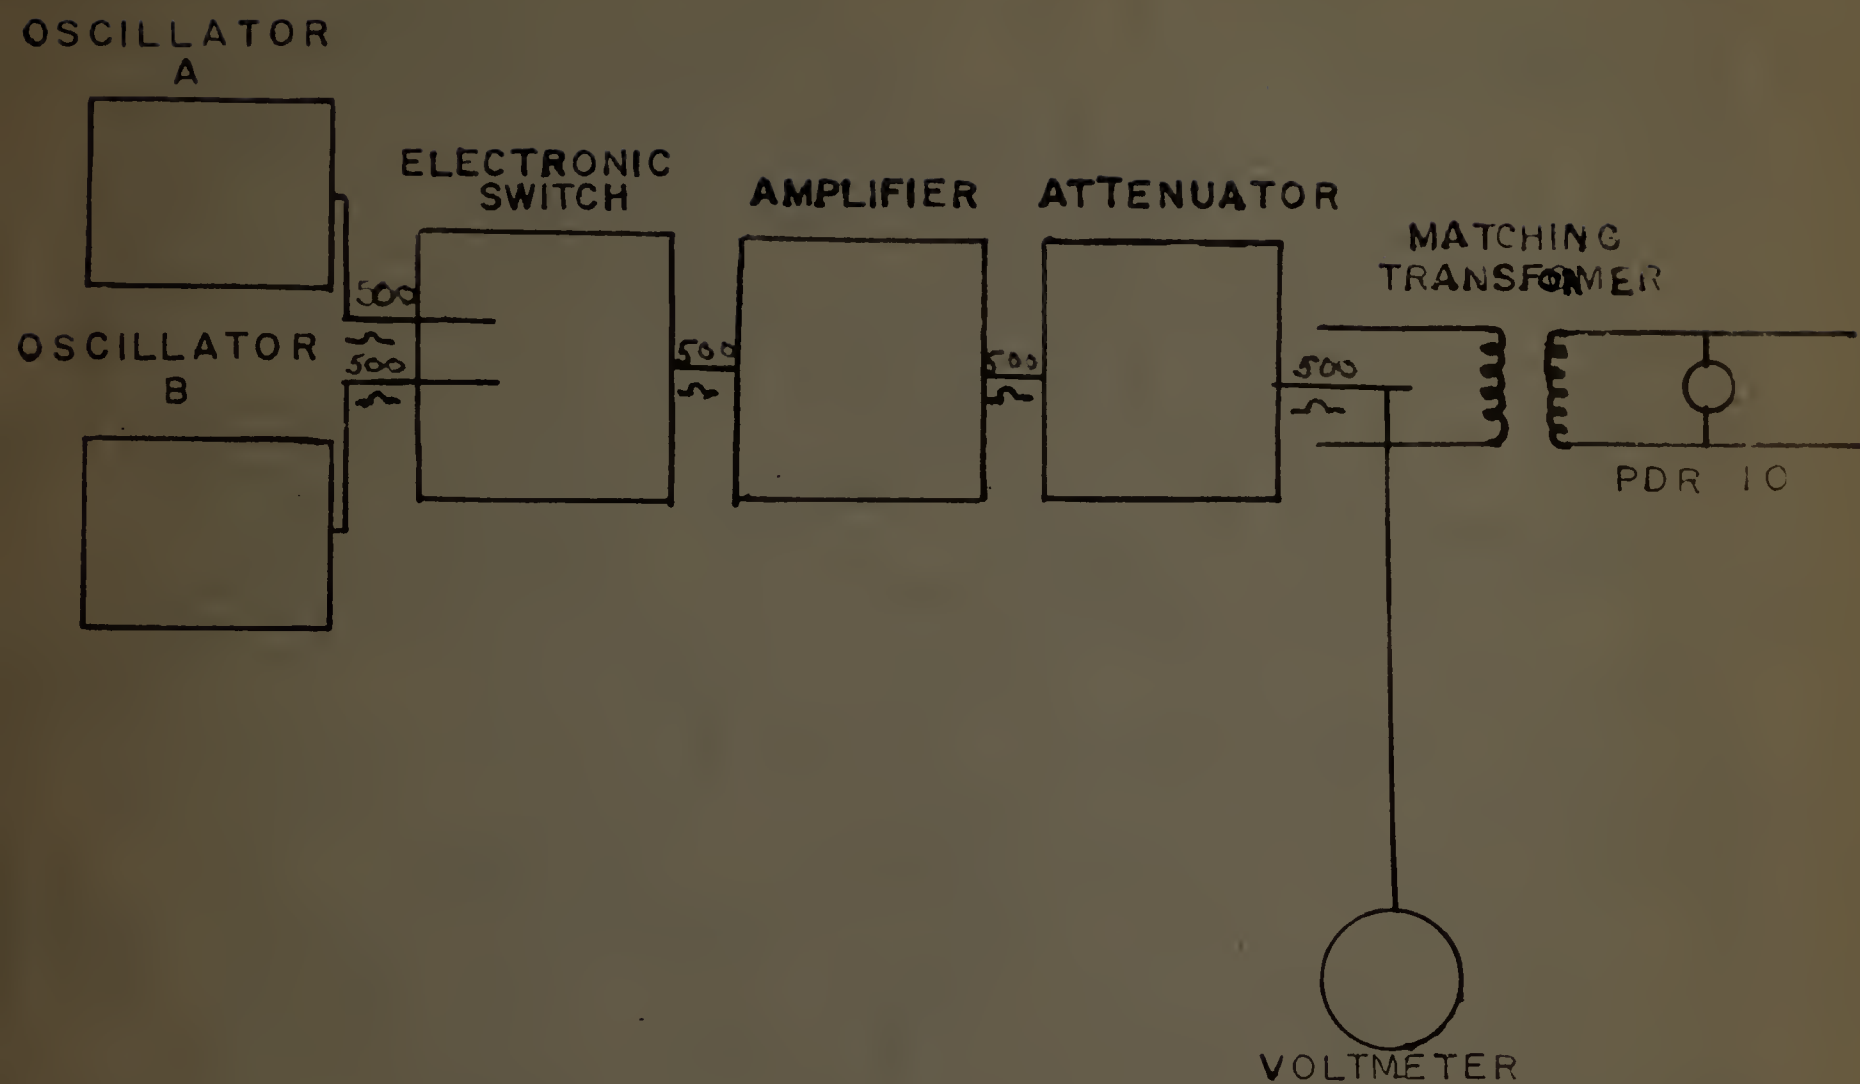 OSCILLATOR
A
ELECTRONIC
SWITCH
AMPLIFIER
ATTENUATOR
MATCHING
TRANSFORMER
500
OSCILLATOR
B
500
500
500
500
PDR 10
VOLTMETER